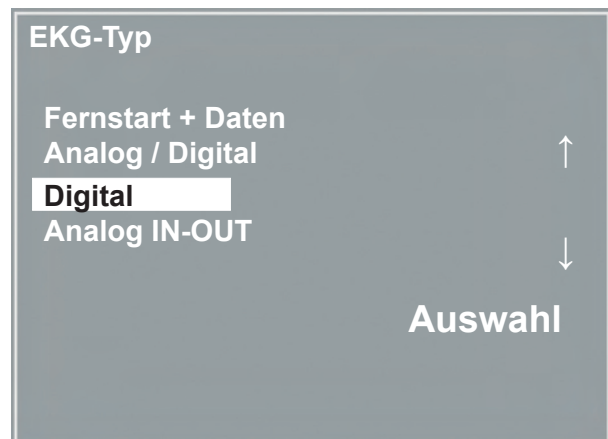 EKG-Typ
Fernstart + Daten
Analog / Digital
↑
Digital
Analog IN-OUT
↓
Auswahl